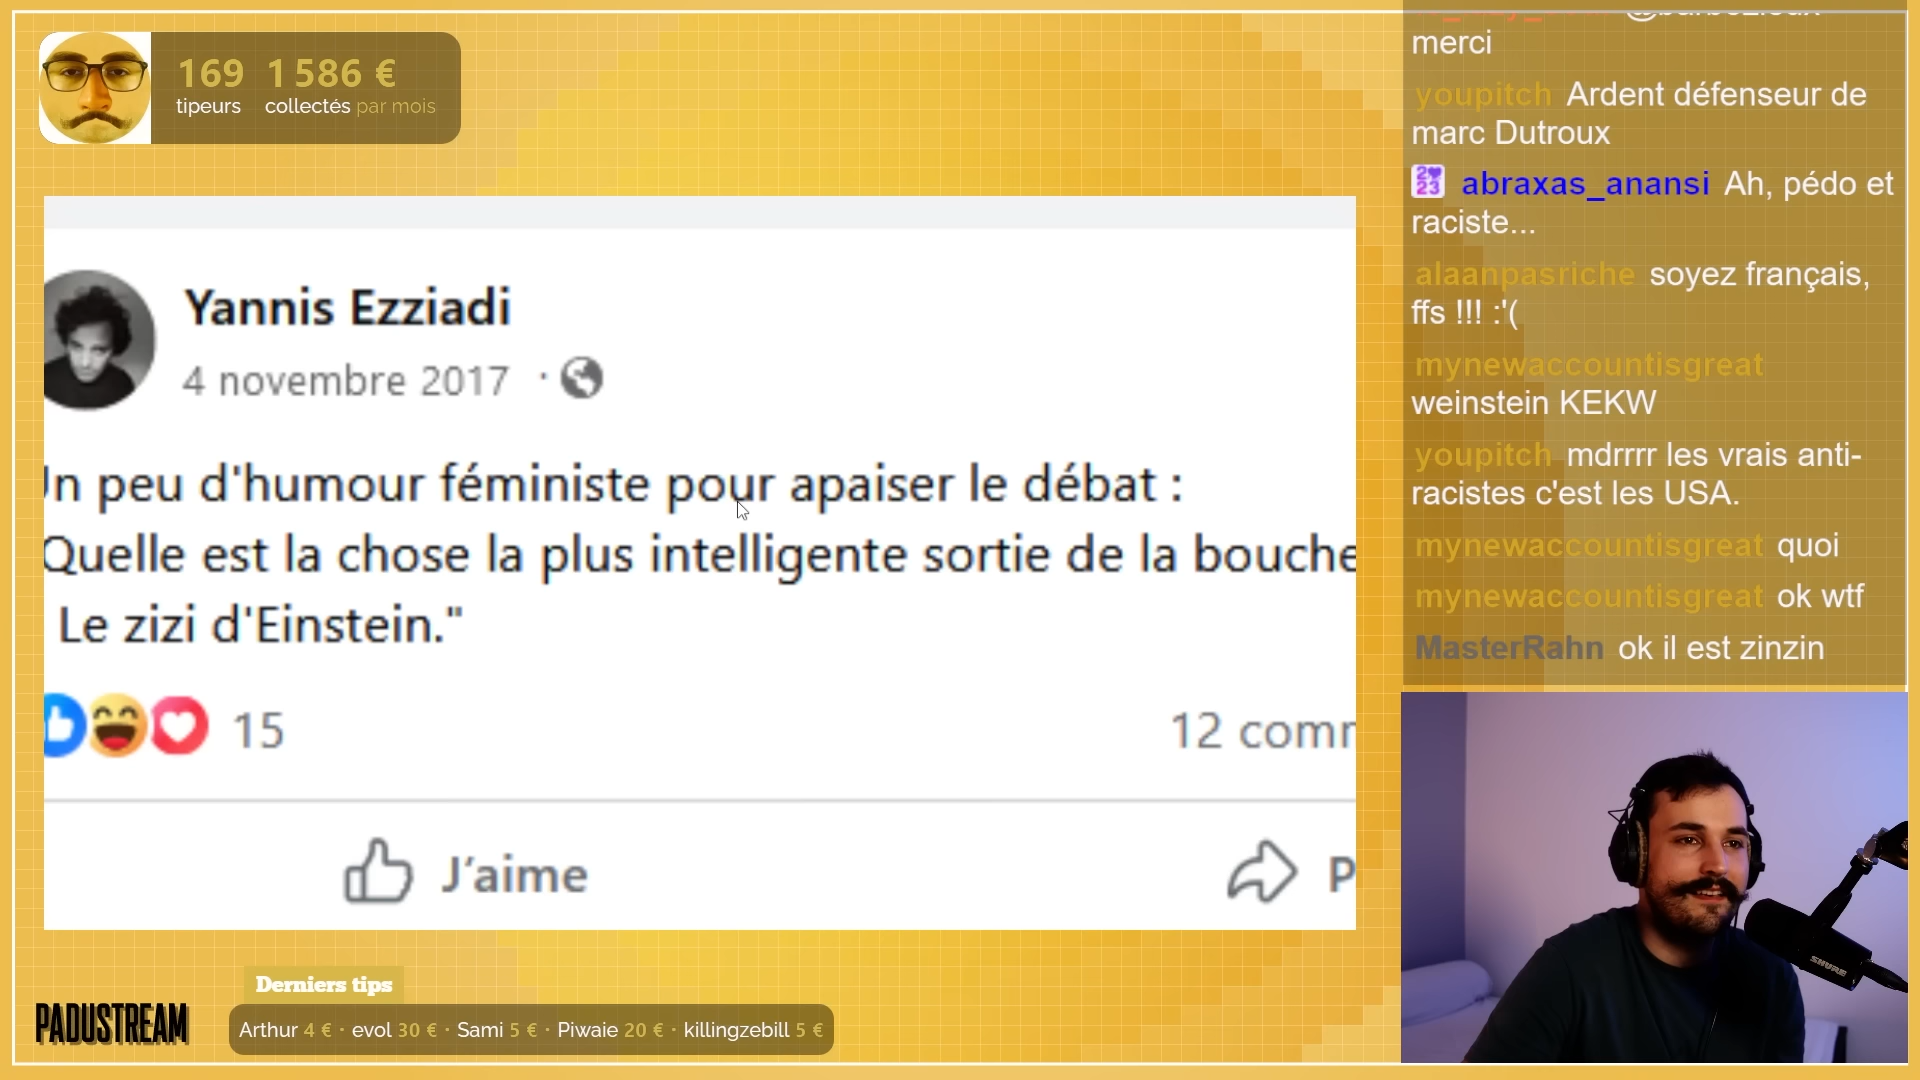 169 1 586 €
tipeurs collectés par mois
Yannis Ezziadi
4 novembre 2017 ·
Un peu d'humour féministe pour apaiser le débat :
Quelle est la chose la plus intelligente sortie de la bouche
Le zizi d'Einstein."
15
12 comm
J'aime
P
Derniers tips
PADUSTREAM
Arthur 4 € · evol 30 € · Sami 5 € · Piwaie 20 € · killingzebill 5 €
merci
youpitch Ardent défenseur de
marc Dutroux
2023 abraxas_anansi Ah, pédo et
raciste...
alaanpasriche soyez français,
ffs !!! :'(
mynewaccountisgreat
weinstein KEKW
youpitch mdrrrr les vrais anti-
racistes c'est les USA.
mynewaccountisgreat quoi
mynewaccountisgreat ok wtf
MasterRahn ok il est zinzin
SHURE